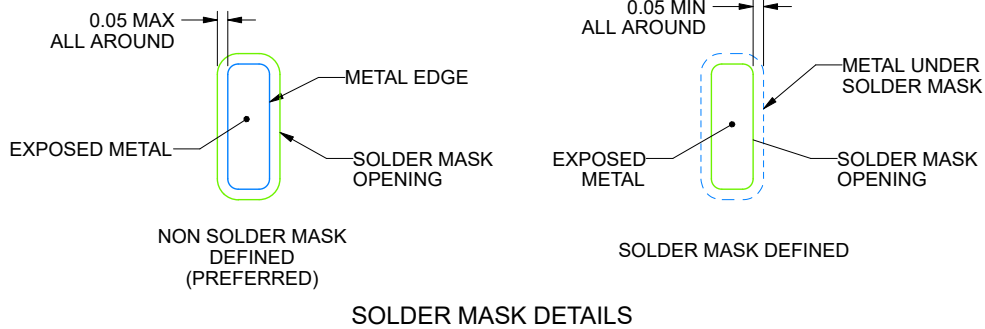 0.05 MAX
ALL AROUND
METAL EDGE
EXPOSED METAL
SOLDER MASK
OPENING
NON SOLDER MASK
DEFINED
(PREFERRED)
0.05 MIN
ALL AROUND
METAL UNDER
SOLDER MASK
EXPOSED
METAL
SOLDER MASK
OPENING
SOLDER MASK DEFINED
SOLDER MASK DETAILS